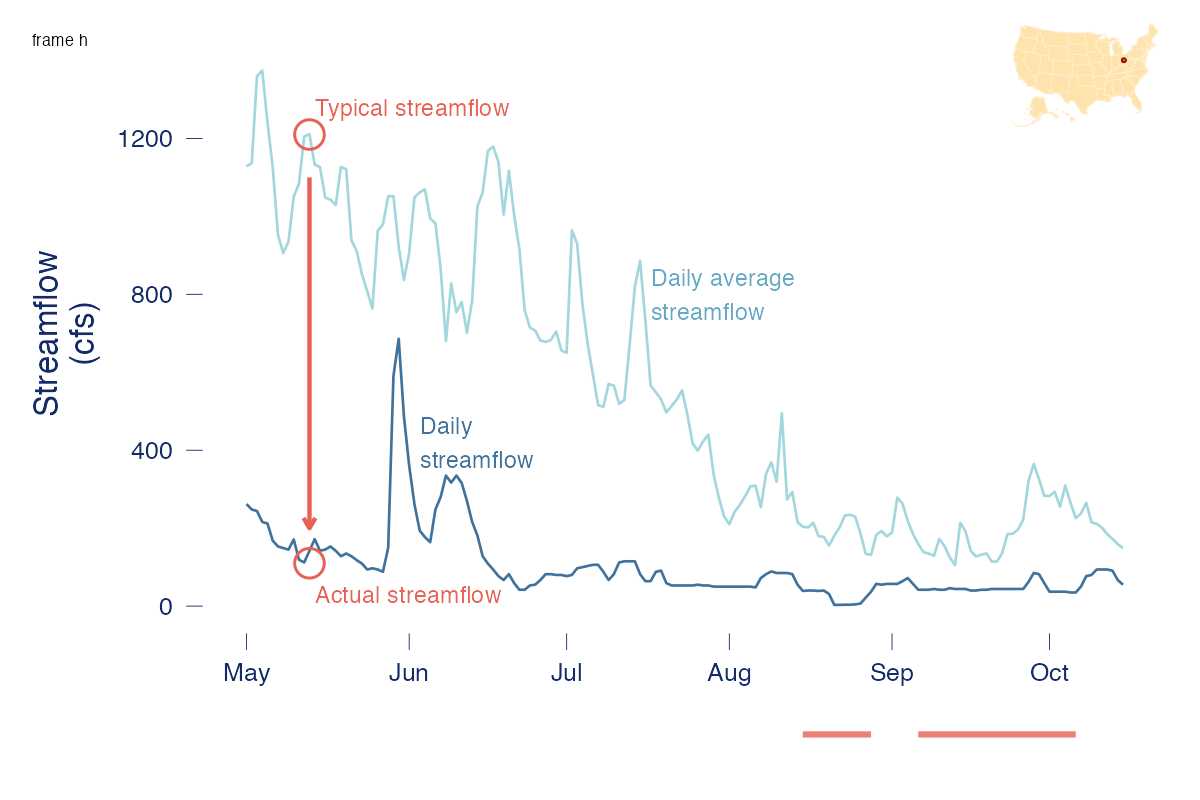 frame h
Typical streamflow
1200
Daily average
streamflow
800
Streamflow
(cfs)
Daily
streamflow
400
Actual streamflow
0
May Jun Jul Aug Sep Oct